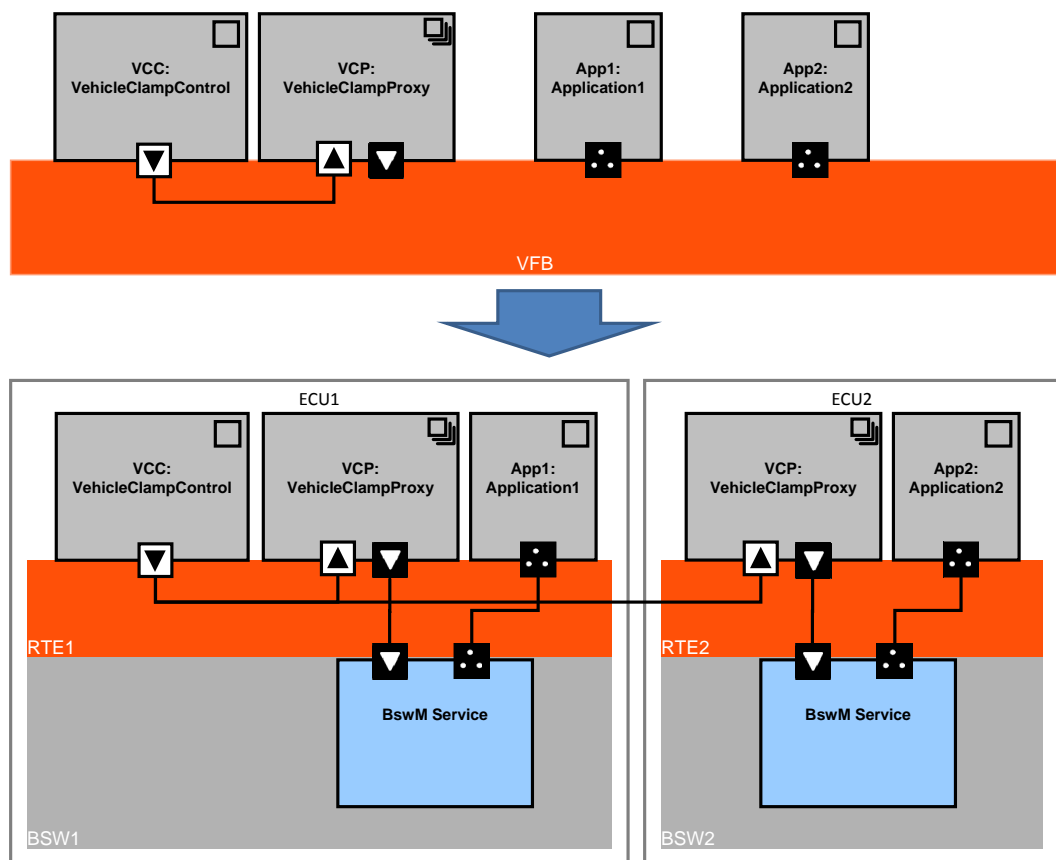 VCC:
VehicleClampControl
VCP:
VehicleClampProxy
App1:
Application1
App2:
Application2
VFB
ECU1
VCC:
VehicleClampControl
VCP:
VehicleClampProxy
App1:
Application1
RTE1
BswM Service
BSW1
ECU2
VCP:
VehicleClampProxy
App2:
Application2
RTE2
BswM Service
BSW2